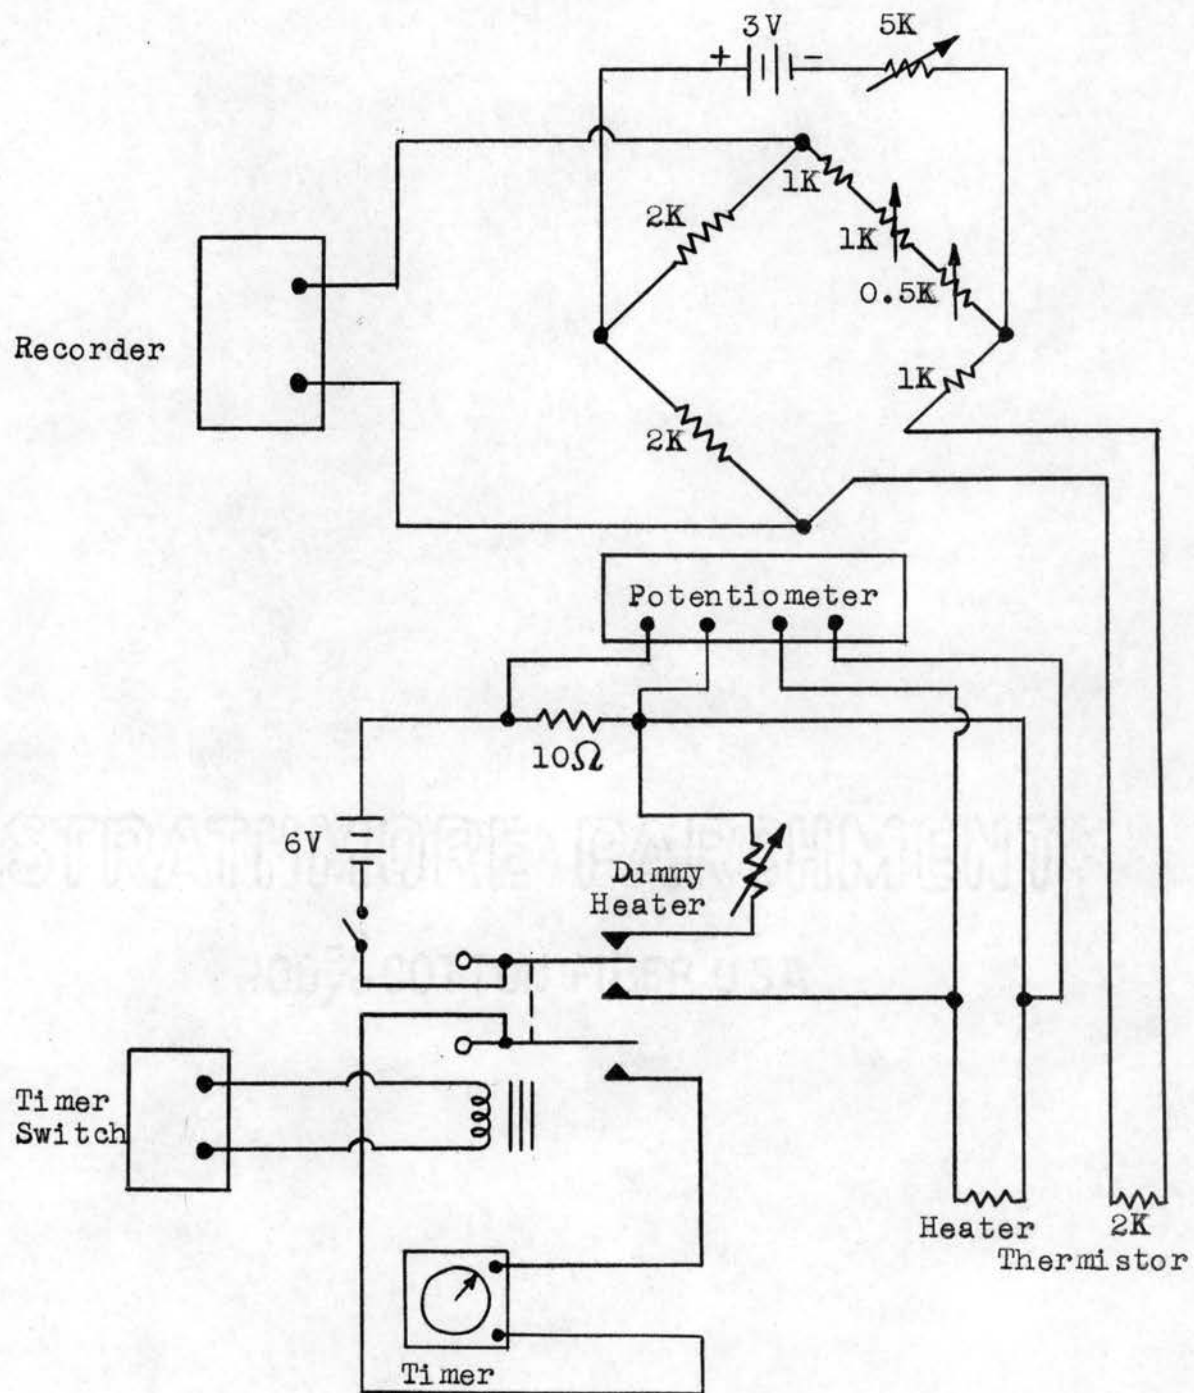 3V
5K
+
-
1K
2K
1K
0.5K
Recorder
1K
2K
Potentiometer
10Ω
6V
Dummy
Heater
Timer
Switch
Heater
2K
Thermistor
Timer